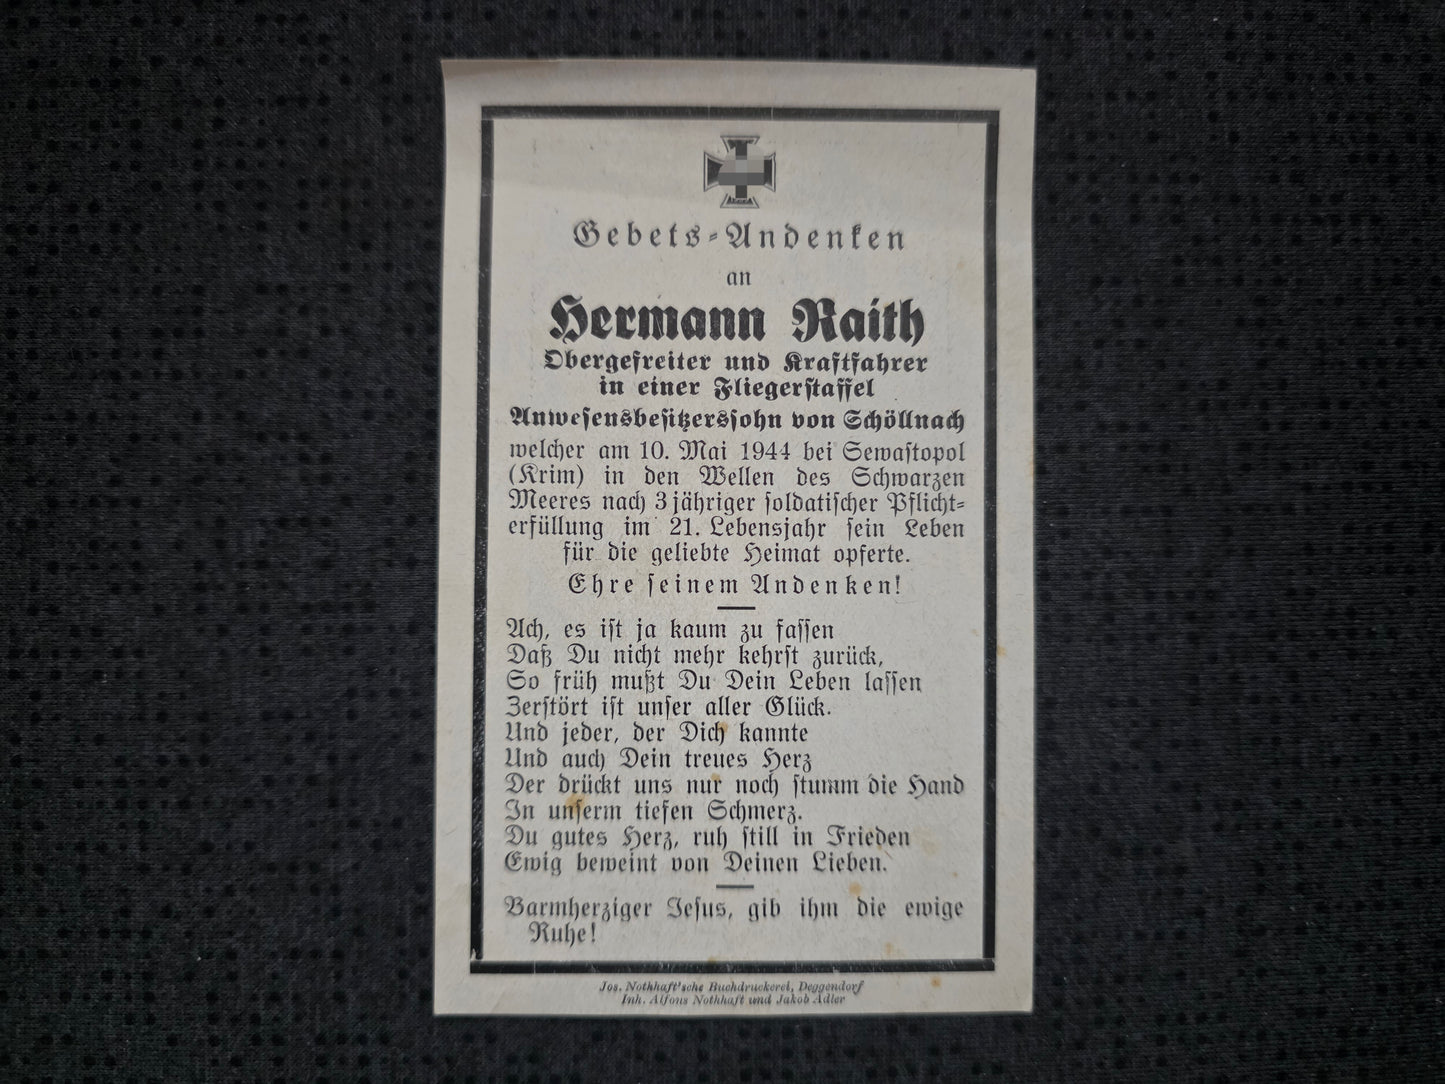 Gebets-Andenken
an
Hermann Raith
Obergefreiter und Kraftfahrer
in einer Fliegerstaffel
Anwesensbesitzerssohn von Schöllnach
welcher am 10. Mai 1944 bei Sewastopol
(Krim) in den Wellen des Schwarzen
Meeres nach 3jähriger soldatischer Pflicht-
erfüllung im 21. Lebensjahr sein Leben
für die geliebte Heimat opferte.
Ehre seinem Andenken!
Ach, es ist ja kaum zu fassen
Daß Du nicht mehr kehrst zurück,
So früh mußt Du Dein Leben lassen
Zerstört ist unser aller Glück.
Und jeder, der Dich kannte
Und auch Dein treues Herz
Der drückt uns nur noch stumm die Hand
In unserm tiefen Schmerz.
Du gutes Herz, ruh still in Frieden
Ewig beweint von Deinen Lieben.
Barmherziger Jesus, gib ihm die ewige
Ruhe!
Jos. Nothhaft'sche Buchdruckerei, Deggendorf
Inh. Alfons Nothhaft und Jakob Adler